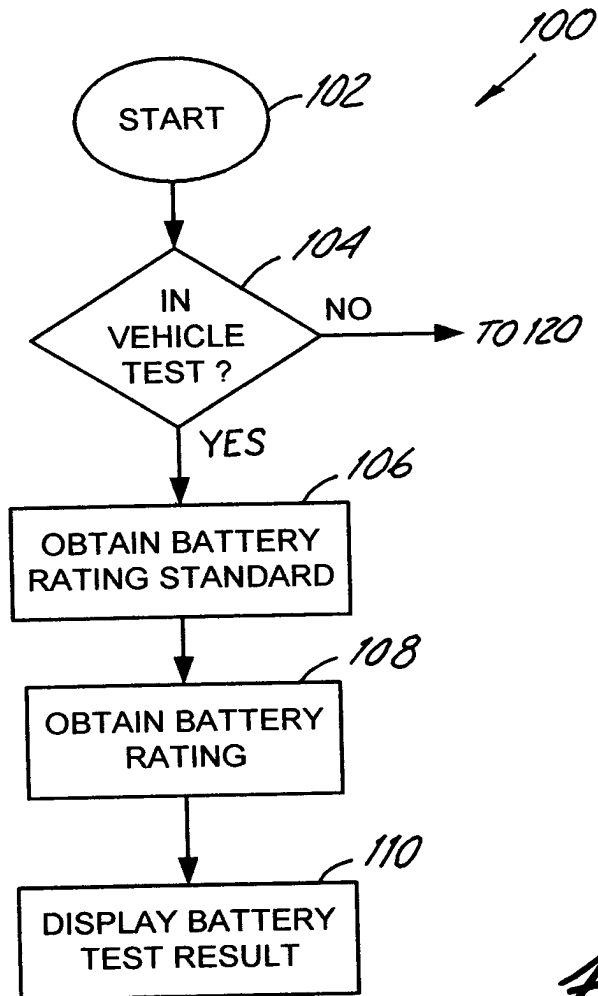 100
START
102
104
IN
VEHICLE
TEST ?
NO
TO 120
YES
106
OBTAIN BATTERY
RATING STANDARD
108
OBTAIN BATTERY
RATING
110
DISPLAY BATTERY
TEST RESULT